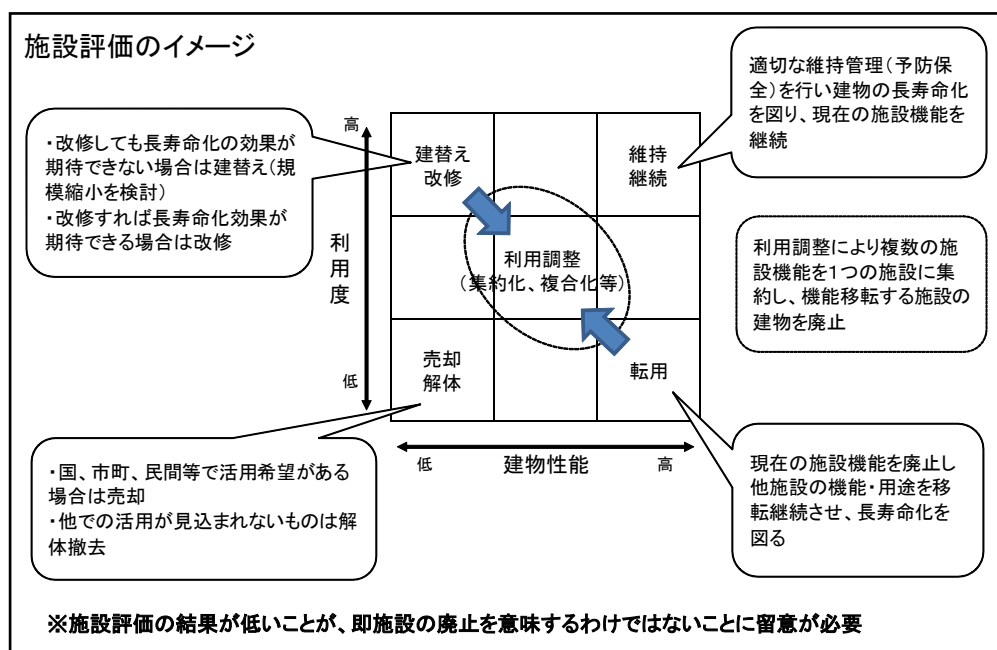 施設評価のイメージ
・改修しても長寿命化の効果が
期待できない場合は建替え(規
模縮小を検討)
・改修すれば長寿命化効果が
期待できる場合は改修
適切な維持管理(予防保
全)を行い建物の長寿命化
を図り、現在の施設機能を
継続
高
利用度
低
建替え
改修
維持
継続
利用調整
(集約化、複合化等)
売却
解体
転用
利用調整により複数の施
設機能を1つの施設に集
約し、機能移転する施設の
建物を廃止
低
建物性能
高
・国、市町、民間等で活用希望がある
場合は売却
・他での活用が見込まれないものは解
体撤去
現在の施設機能を廃止し
他施設の機能・用途を移
転継続させ、長寿命化を
図る
※施設評価の結果が低いことが、即施設の廃止を意味するわけではないことに留意が必要